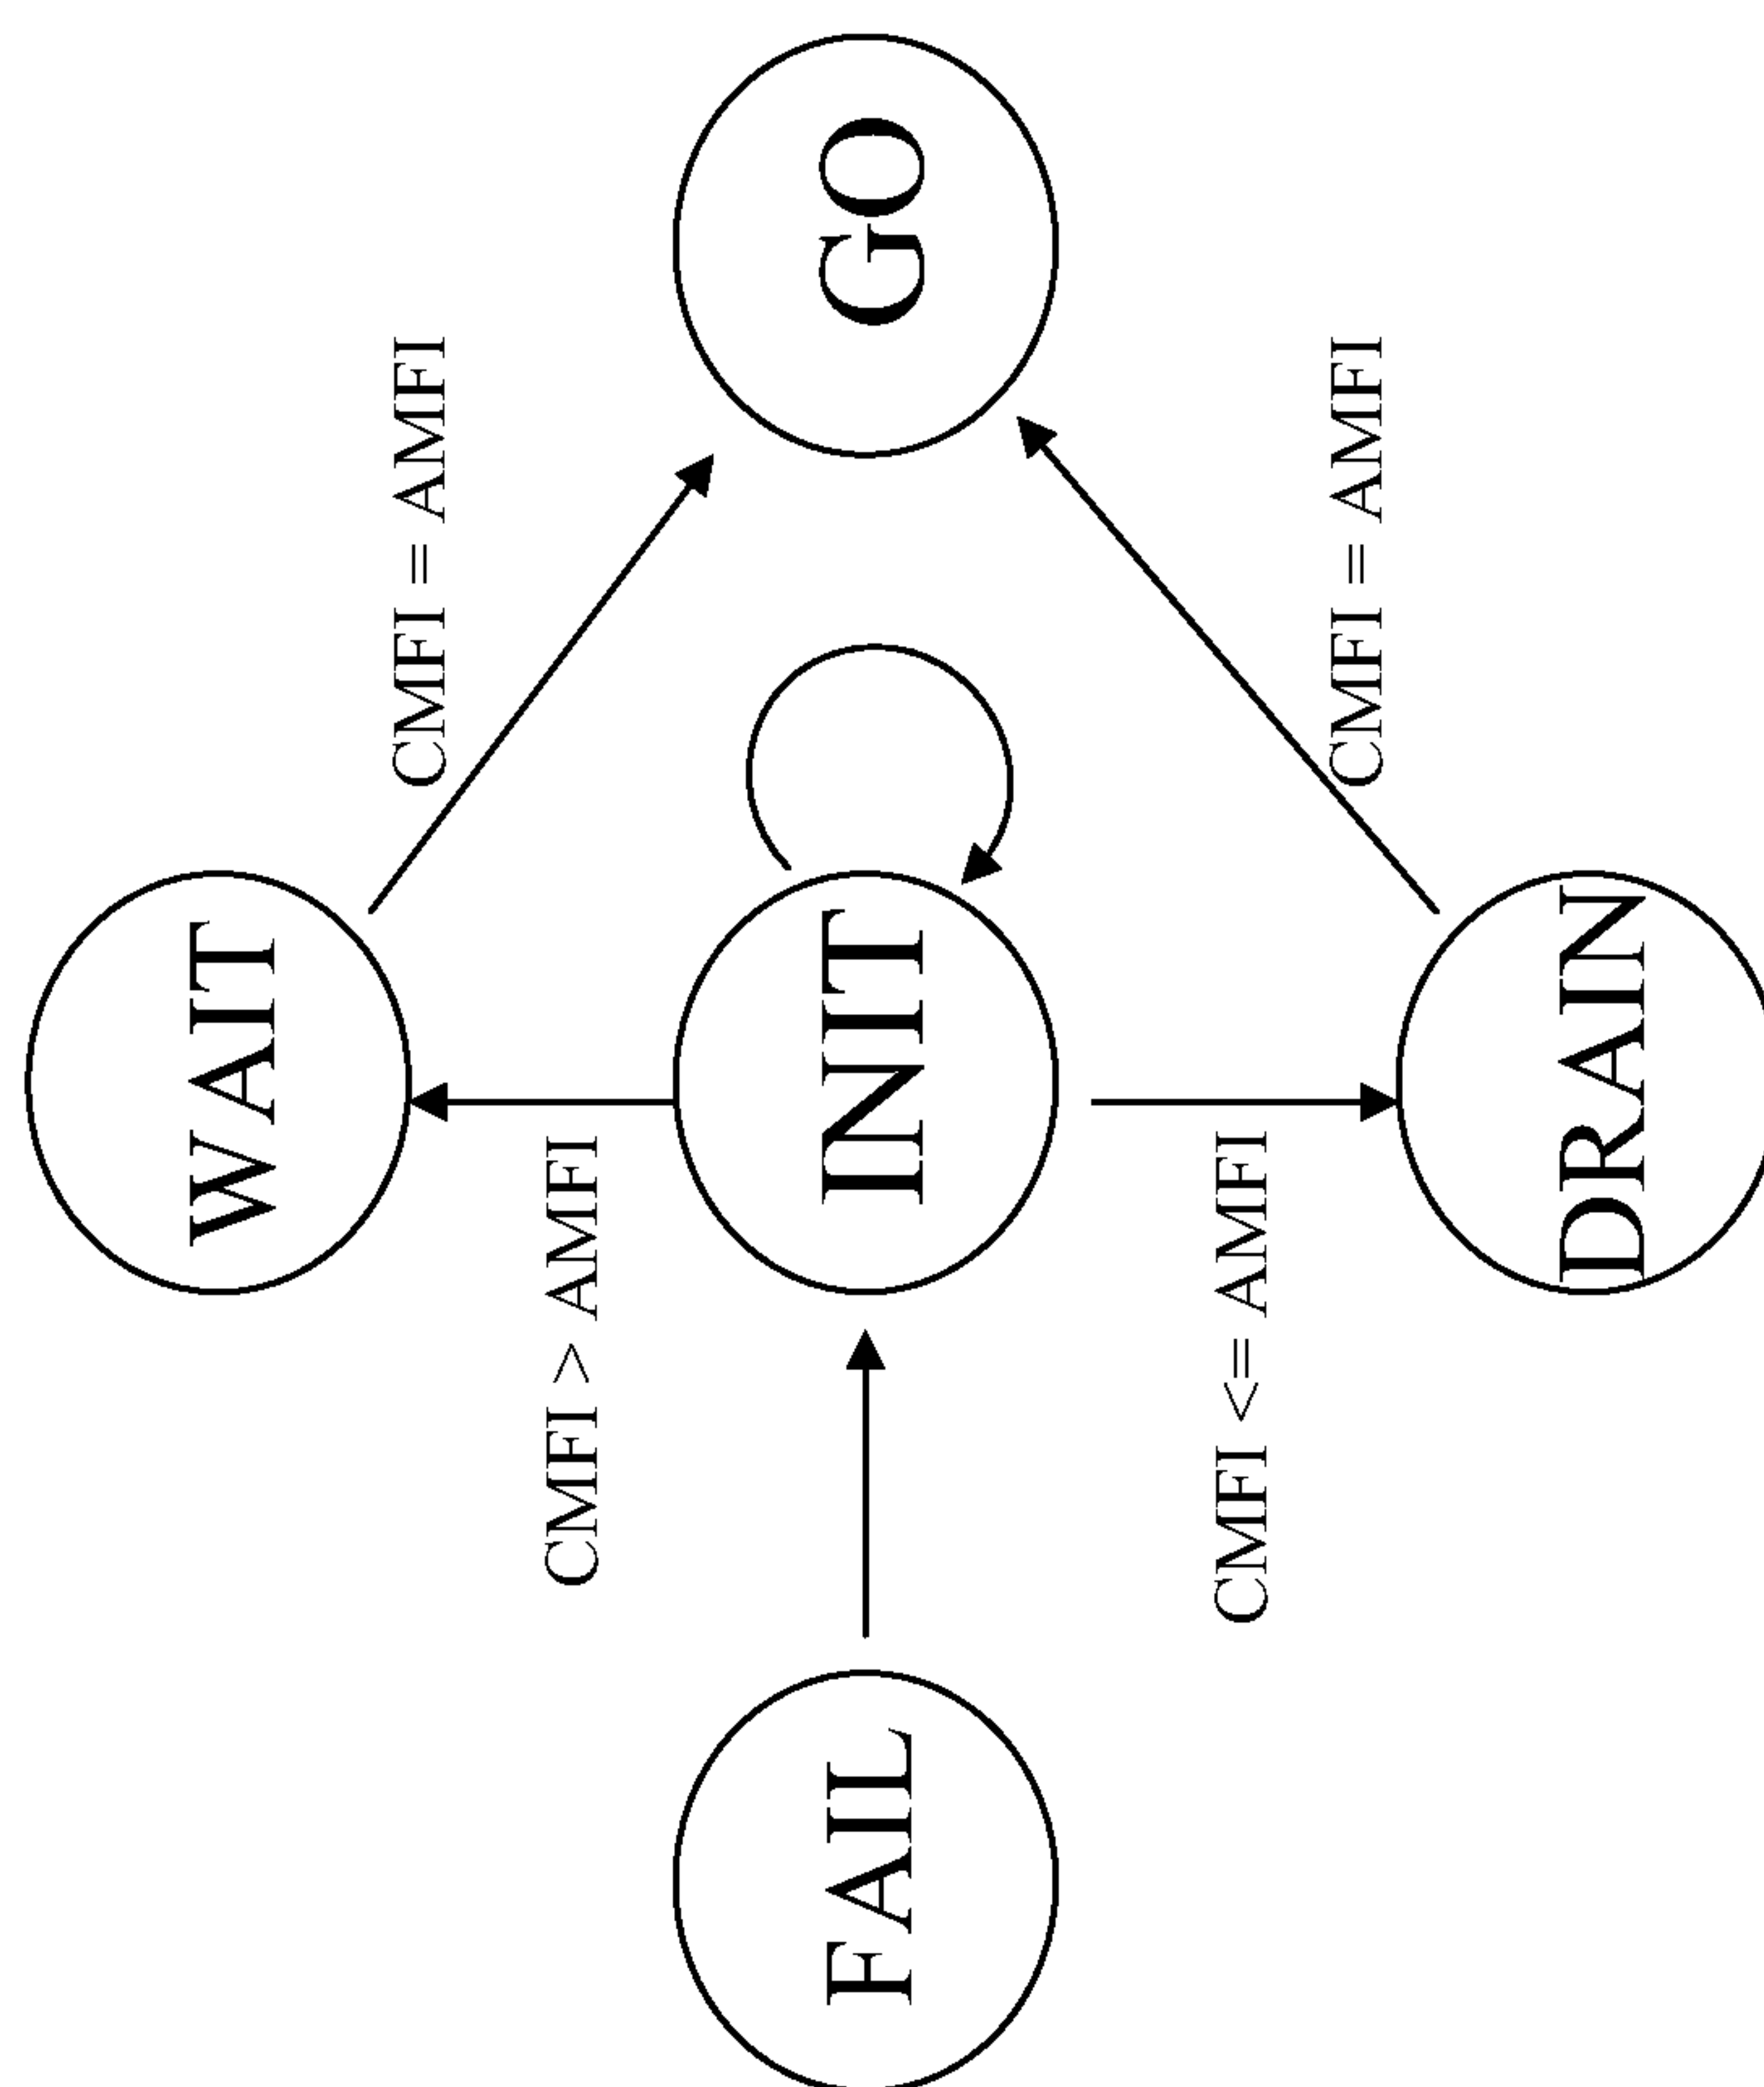 WAIT
CMFI = AMFI
CMFI > AMFI
FAIL
INIT
GO
CMFI <= AMFI
CMFI = AMFI
DRAIN